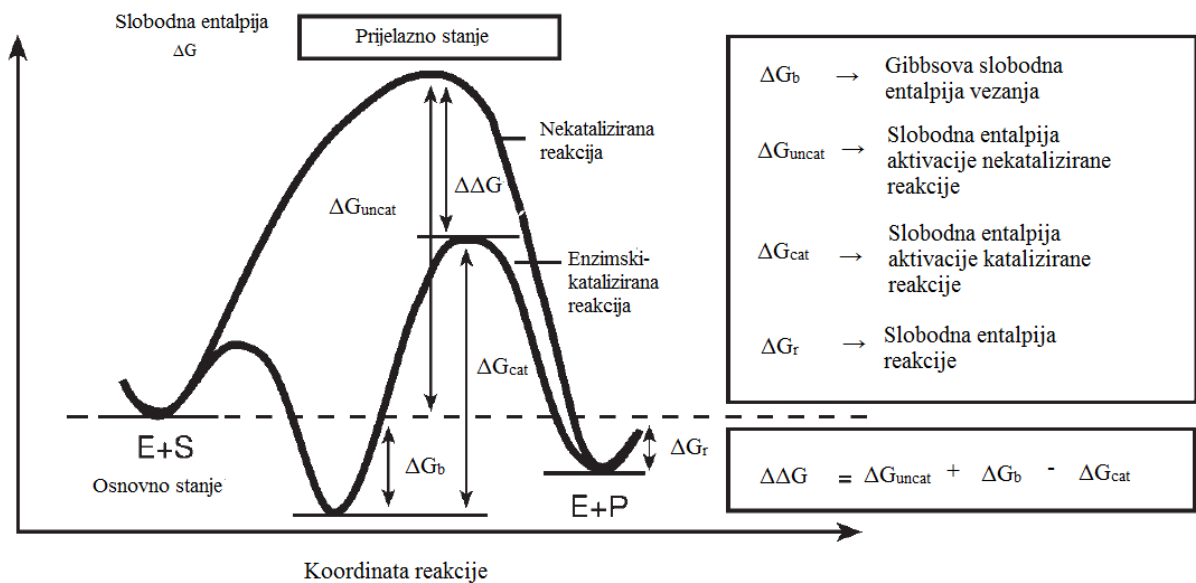 Slobodna entalpija
ΔG
Prijelazno stanje
Nekatalizirana
reakcija
ΔΔG
ΔGuncat
Enzimski-
katalizirana
reakcija
ΔGcat
E+S
ΔGb
ΔGr
Osnovno stanje
E+P
Koordinata reakcije
ΔGb → Gibbsova slobodna
entalpija vezanja
ΔGuncat → Slobodna entalpija
aktivacije nekatalizirane
reakcije
ΔGcat → Slobodna entalpija
aktivacije katalizirane
reakcije
ΔGr → Slobodna entalpija
reakcije
ΔΔG = ΔGuncat + ΔGb - ΔGcat